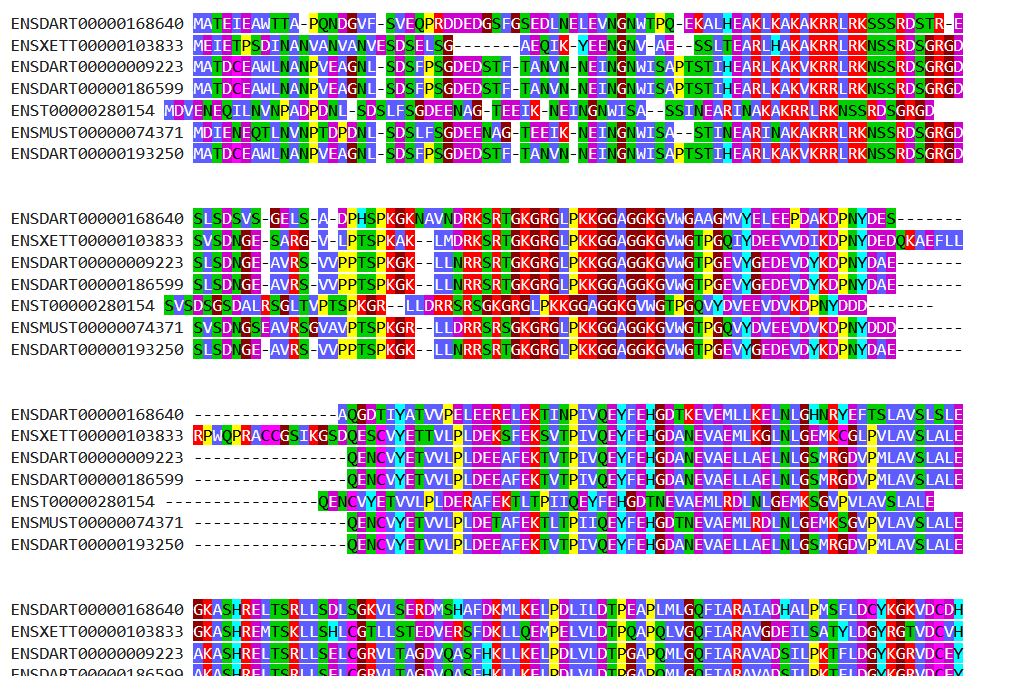 ENSDART00000168640 MATEIEAWTTA-PQNDGVF-SVEQPRDDEDGSFGSEDLNELEVNGNWTPQ-EKALHEAKLKAKAKRRLRKSSSRDSTR-E
ENSXETT00000103833 MEIETPSDINANVANVANVESDSELSG-------AEQIK-YEENGNV-AE--SSLTEARLHAKAKRRLRKNSSRDSGRGD
ENSDART00000009223 MATDCEAWLNANPVEAGNL-SDSFPSGDEDSTF-TANVN-NEINGNWISAPTSTIHEARLKAKVKRRLRKNSSRDSGRGD
ENSDART00000186599 MATDCEAWLNANPVEAGNL-SDSFPSGDEDSTF-TANVN-NEINGNWISAPTSTIHEARLKAKVKRRLRKNSSRDSGRGD
ENST00000280154 MDVENEQILNVNPADPDNL-SDSLFSGDEENAG-TEEIK-NEINGNWISA--SSINEARINAKAKRRLRKNSSRDSGRGD
ENSMUST00000074371 MDIENEQTLNVNPTDPDNL-SDSLFSGDEENAG-TEEIK-NEINGNWISA--STINEARINAKAKRRLRKNSSRDSGRGD
ENSDART00000193250 MATDCEAWLNANPVEAGNL-SDSFPSGDEDSTF-TANVN-NEINGNWISAPTSTIHEARLKAKVKRRLRKNSSRDSGRGD
ENSDART00000168640 SLSDSVS-GELS-A-DPHSPKGKNAVNDRKSRTGKGRGLPKKGGAGGKGVWGAAGMVYELEEPDAKDPNYDES-------
ENSXETT00000103833 SVSDNGE-SARG-V-LPTSPKAK--LMDRKSRTGKGRGLPKKGGAGGKGVWGTPGQIYDEEVVDIKDPNYDEDQKAEFLL
ENSDART00000009223 SLSDNGE-AVRS-VVPPTSPKGK--LLNRRSRTGKGRGLPKKGGAGGKGVWGTPGEVYGEDEVDYKDPNYDAE-------
ENSDART00000186599 SLSDNGE-AVRS-VVPPTSPKGK--LLNRRSRTGKGRGLPKKGGAGGKGVWGTPGEVYGEDEVDYKDPNYDAE-------
ENST00000280154 SVSDSGSDALRSGLTVPTSPKGR--LLDRRSRSGKGRGLPKKGGAGGKGVWGTPGQVYDVEEVDVKDPNYDDD-------
ENSMUST00000074371 SVSDNGSEAVRSGVAVPTSPKGR--LLDRRSRSGKGRGLPKKGGAGGKGVWGTPGQVYDVEEVDVKDPNYDDD-------
ENSDART00000193250 SLSDNGE-AVRS-VVPPTSPKGK--LLNRRSRTGKGRGLPKKGGAGGKGVWGTPGEVYGEDEVDYKDPNYDAE-------
ENSDART00000168640 ---------------AQGDTIYATVVPELEERELEKTINPIVQEYFEHGDTKEVEMLLKELNLGHNRYEFTSLAVSLSLE
ENSXETT00000103833 RPWQPRACCGSIKGSDQESCVYETTVLPLDEKSFEKSVTPIVQEYFEHGDANEVAEMLKGLNLGEMKCGLPVLAVSLALE
ENSDART00000009223 ----------------QENCVYETVVLPLDEEAFEKTVTPIVQEYFEHGDANEVAELLAELNLGSMRGDVPMLAVSLALE
ENSDART00000186599 ----------------QENCVYETVVLPLDEEAFEKTVTPIVQEYFEHGDANEVAELLAELNLGSMRGDVPMLAVSLALE
ENST00000280154 ----------------QENCVYETVVLPLDERAFEKTLTPIIQEYFEHGDTNEVAEMLRDLNLGEMKSGVPVLAVSLALE
ENSMUST00000074371 ----------------QENCVYETVVLPLDETAFEKTLTPIIQEYFEHGDTNEVAEMLRDLNLGEMKSGVPVLAVSLALE
ENSDART00000193250 ----------------QENCVYETVVLPLDEEAFEKTVTPIVQEYFEHGDANEVAELLAELNLGSMRGDVPMLAVSLALE
ENSDART00000168640 GKASHRELTSRLLSDLSGKVLSERDMSHAFDKMLKELPDLILDTPEAPLMLGQFIARAIADHALPMSFLDCYKGKVDCDH
ENSXETT00000103833 GKASHREMTSKLLSHLCGTLLSTEDVERSFDKLLQEMPELVLDTPQAPQLVGQFIARAVGDEILSATYLDGYRGTVDCVH
ENSDART00000009223 AKASHRELTSRLLSELCGRVLTAGDVQASFHKLLKELPDLVLDTPGAPQMLGQFIARAVADSILPKTFLDGYKGRVDCEY
ENSDART00000186599 AKASHRELTSRLLSELCGRVLTAGDVQASFHKLLKELPDLVLDTPGAPQMLGQFIARAVADSILPKTFLDGYKGRVDCEY